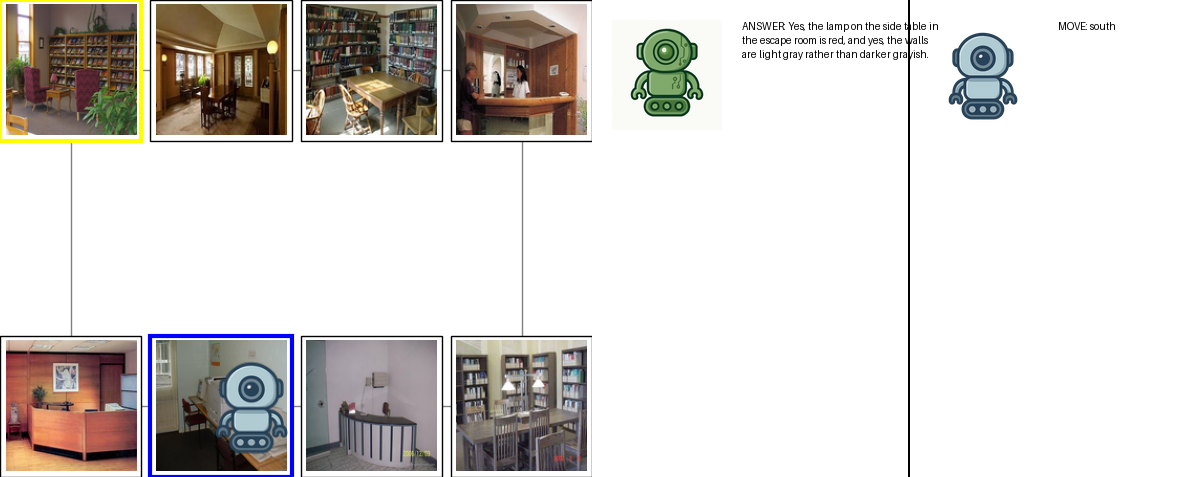 ANSWER: Yes, the lamp on the side table in
the escape room is red, and yes, the walls
are light gray rather than darker grayish.
MOVE: south